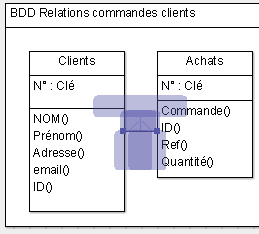 BDD Relations commandes clients
Clients
N° : Clé
NOM()
Prénom()
Adresse()
email()
ID()
Achats
N° : Clé
Commande()
ID()
Ref()
Quantité()